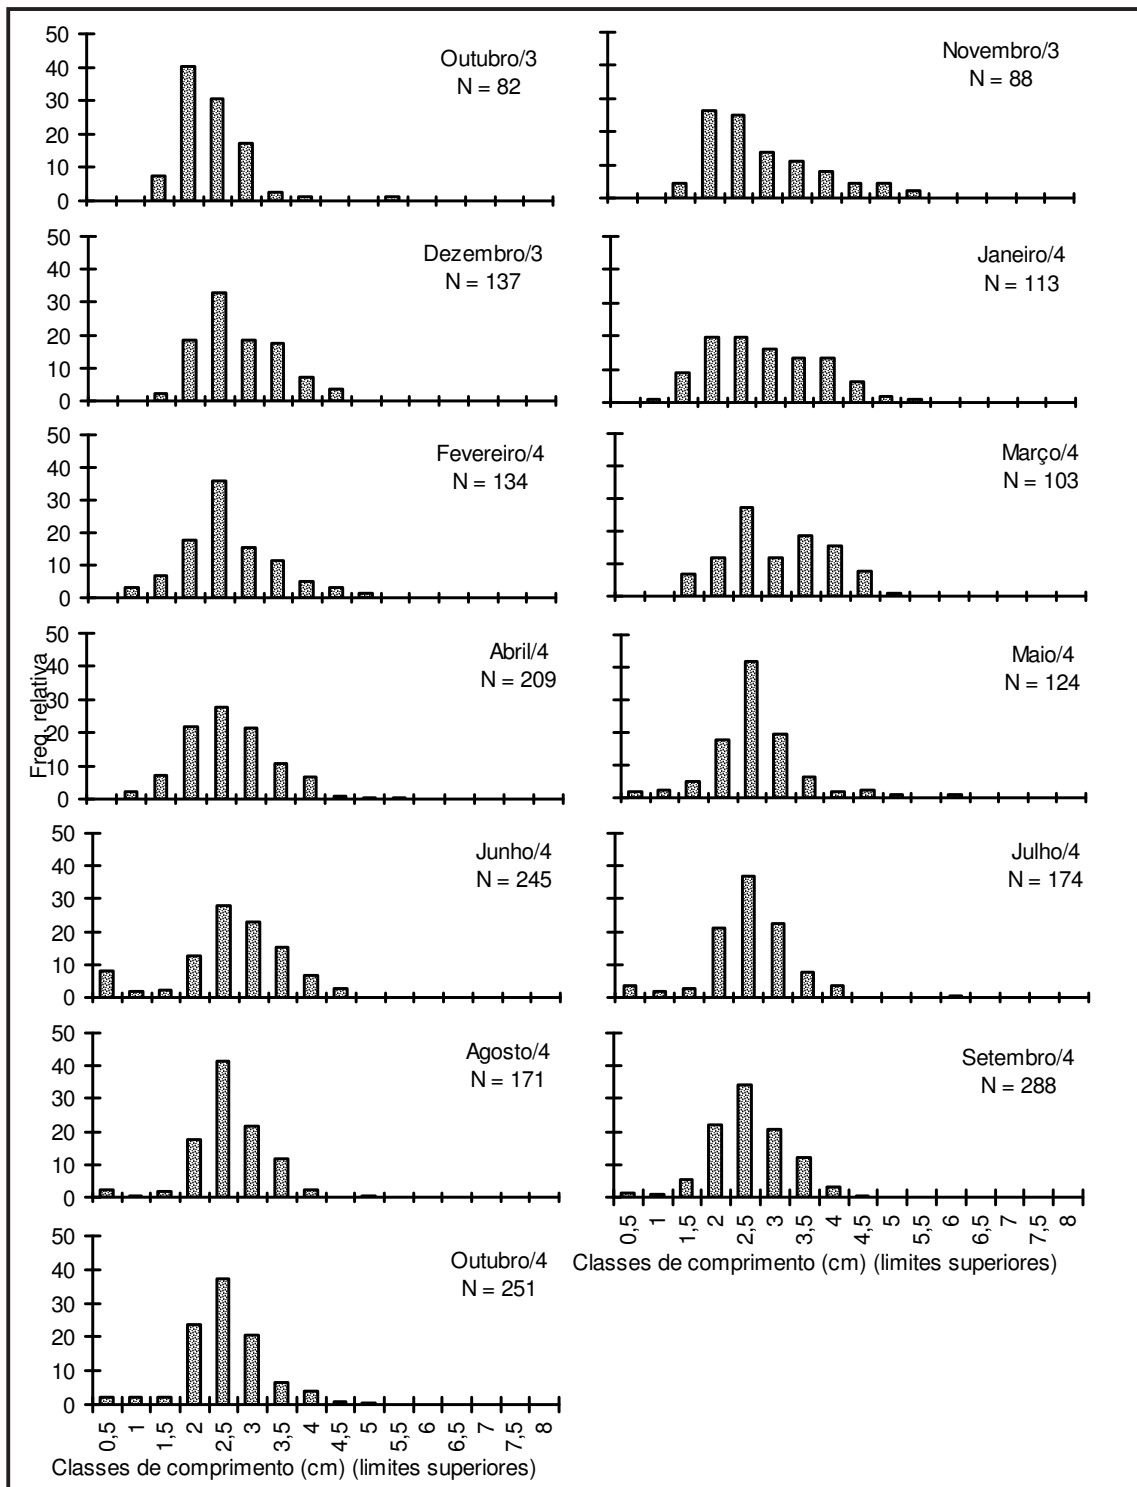 50
40
30
20
10
0
Outubro/3
N = 82
Novembro/3
N = 88
50
40
30
20
10
0
Dezembro/3
N = 137
Janeiro/4
N = 113
50
40
30
20
10
0
Fevereiro/4
N = 134
Março/4
N = 103
Freq. relativa
50
40
30
20
10
0
Abril/4
N = 209
Maio/4
N = 124
50
40
30
20
10
0
Junho/4
N = 245
Julho/4
N = 174
50
40
30
20
10
0
Agosto/4
N = 171
Setembro/4
N = 288
0,5 1 1,5 2 2,5 3 3,5 4 4,5 5 5,5 6 6,5 7 7,5 8
Classes de comprimento (cm) (limites superiores)
50
40
30
20
10
0
Outubro/4
N = 251
0,5 1 1,5 2 2,5 3 3,5 4 4,5 5 5,5 6 6,5 7 7,5 8
Classes de comprimento (cm) (limites superiores)